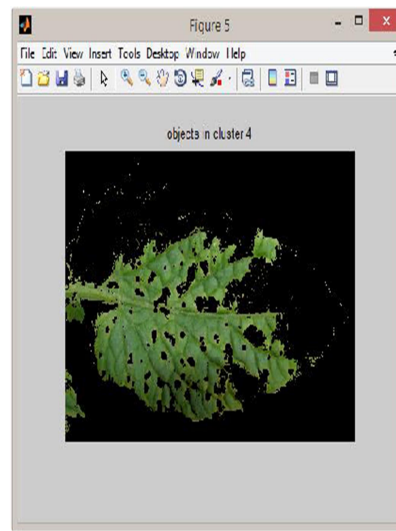 Figure 5
File Edit View Insert Tools Desktop Window Help
objects in cluster 4